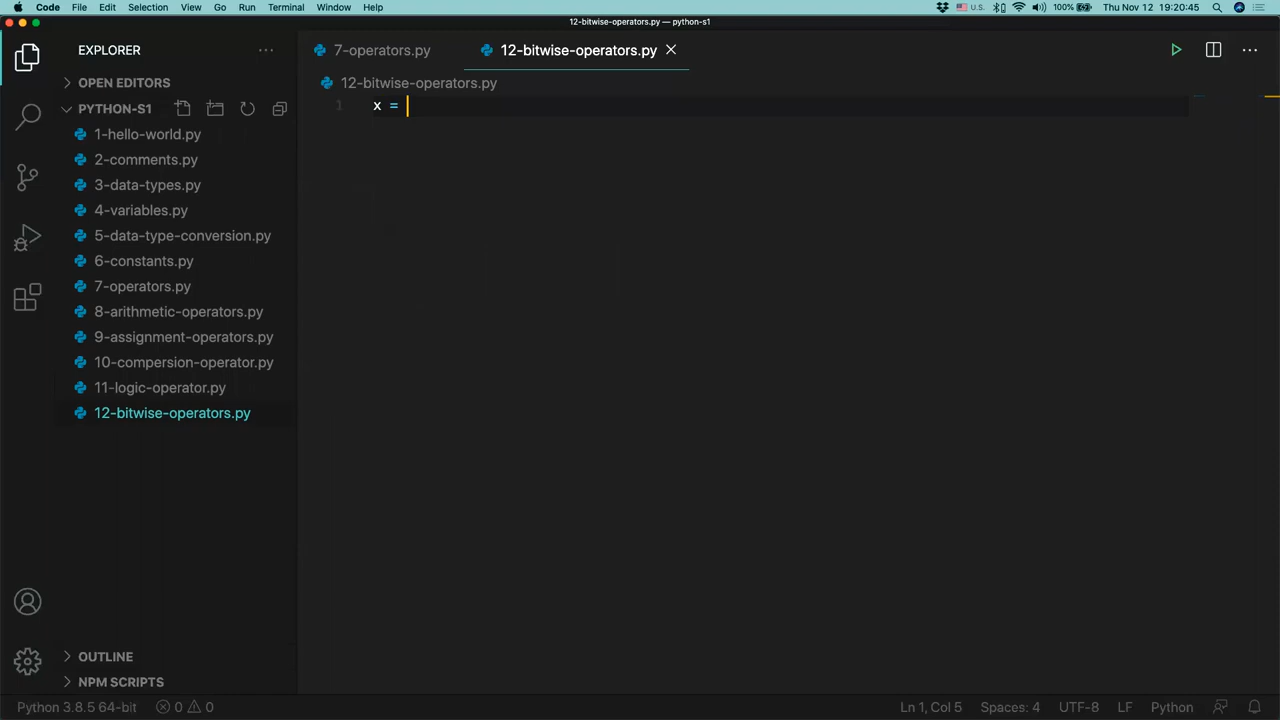 Code File Edit Selection View Go Run Terminal Window Help U.S. 100% Thu Nov 12 19:20:45
12-bitwise-operators.py — python-s1
EXPLORER
7-operators.py 12-bitwise-operators.py
OPEN EDITORS
12-bitwise-operators.py
PYTHON-S1
1 x =
1-hello-world.py
2-comments.py
3-data-types.py
4-variables.py
5-data-type-conversion.py
6-constants.py
7-operators.py
8-arithmetic-operators.py
9-assignment-operators.py
10-compersion-operator.py
11-logic-operator.py
12-bitwise-operators.py
OUTLINE
NPM SCRIPTS
Python 3.8.5 64-bit 0 0 Ln 1, Col 5 Spaces: 4 UTF-8 LF Python